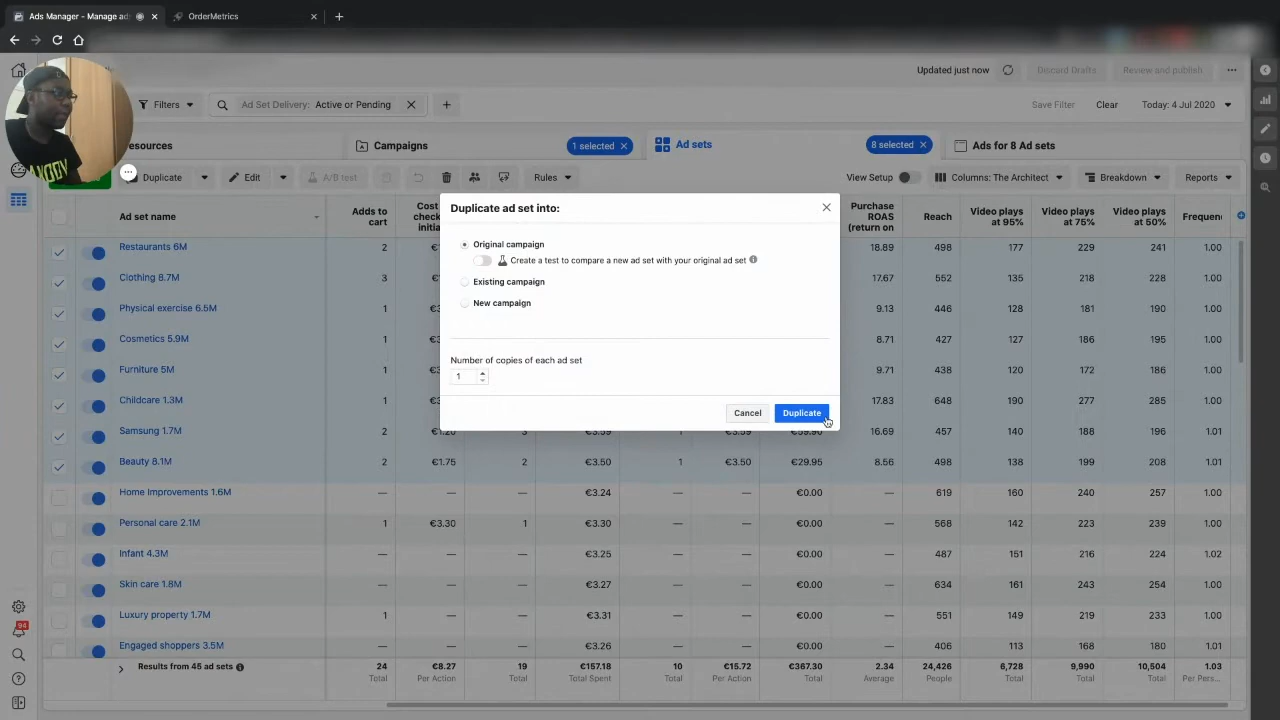 Ads Manager - Manage ads
OrderMetrics
Updated just now
Discard Drafts
Review and publish
Filters
Ad Set Delivery: Active or Pending
Save Filter
Clear
Today: 4 Jul 2020
Campaigns
1 selected
Ad sets
8 selected
Ads for 8 Ad sets
Duplicate
Edit
A/B test
Rules
View Setup
Columns: The Architect
Breakdown
Reports
Duplicate ad set into:
Original campaign
Create a test to compare a new ad set with your original ad set
Existing campaign
New campaign
Number of copies of each ad set
1
Cancel
Duplicate
Ad set name
Adds to cart
Purchase ROAS (return on
Reach
Video plays at 95%
Video plays at 75%
Video plays at 50%
Restaurants 6M 2 18.89 498 177 229 241 1.00
Clothing 8.7M 3 17.67 552 135 218 228 1.00
Physical exercise 6.5M 1 9.13 446 128 181 190 1.00
Cosmetics 5.9M 1 8.71 427 127 186 195 1.00
Furniture 5M 1 9.71 438 120 172 186 1.00
Childcare 1.3M 1 17.83 648 190 277 285 1.00
Samsung 1.7M 2 €1.20 3 €3.59 1 €3.59 €59.90 16.69 457 140 188 196 1.01
Beauty 8.1M 2 €1.75 2 €3.50 1 €3.50 €29.95 8.56 498 138 199 208 1.01
Home Improvements 1.6M — — — €3.24 — — €0.00 — 619 160 240 257 1.00
Personal care 2.1M 1 €3.30 1 €3.30 — — €0.00 — 568 142 223 239 1.00
Infant 4.3M — — — €3.25 — — €0.00 — 487 151 216 224 1.02
Skin care 1.8M — — — €3.27 — — €0.00 — 634 161 243 254 1.00
Luxury property 1.7M 1 — — €3.31 — — €0.00 — 551 149 219 233 1.00
Engaged shoppers 3.5M — — — €3.26 — — €0.00 — 406 113 168 180 1.00
Results from 45 ad sets 24 €8.27 19 €157.18 10 €15.72 €367.30 2.34 24,426 6,728 9,990 10,504 1.03
Total Per Action Total Total Spent Total Per Action Total Average People Total Total Total Per Pers...
94